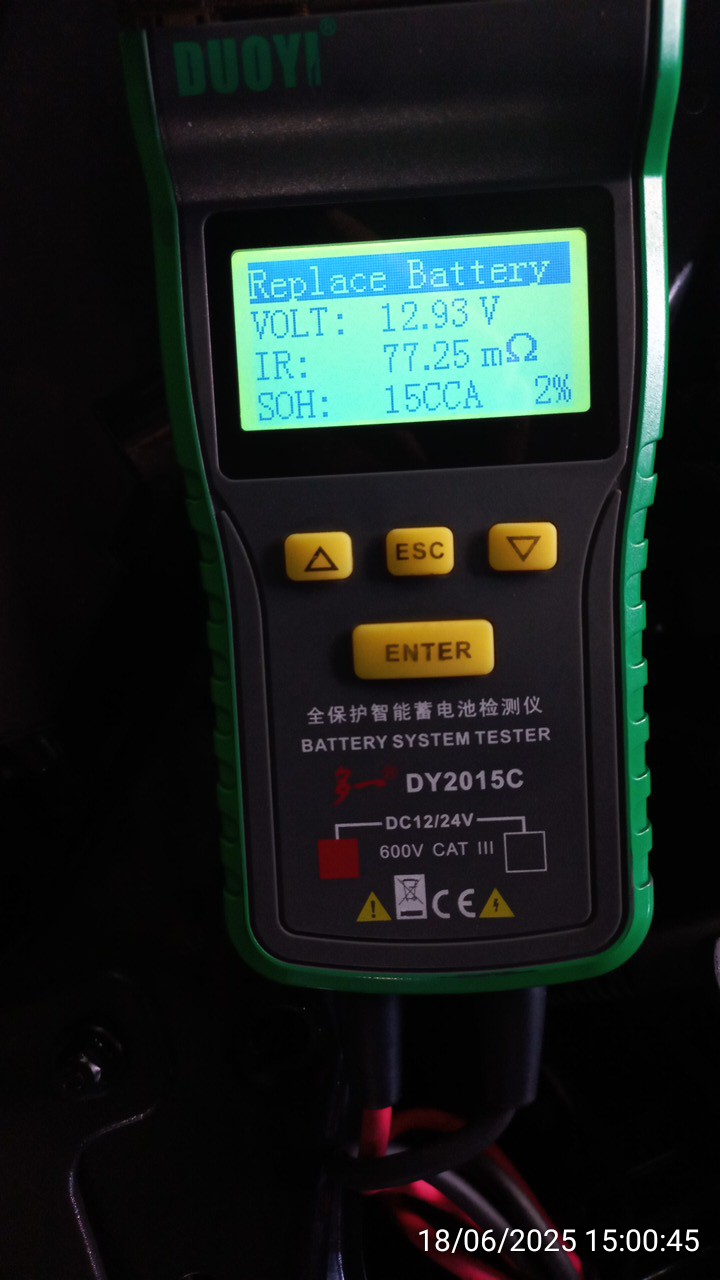 DUOYI®
Replace Battery
VOLT: 12.93 V
IR: 77.25 mΩ
SOH: 15CCA 2%
ESC
ENTER
全保护智能蓄电池检测仪
BATTERY SYSTEM TESTER
多一® DY2015C
DC12/24V
600V CAT III
CE
18/06/2025 15:00:45